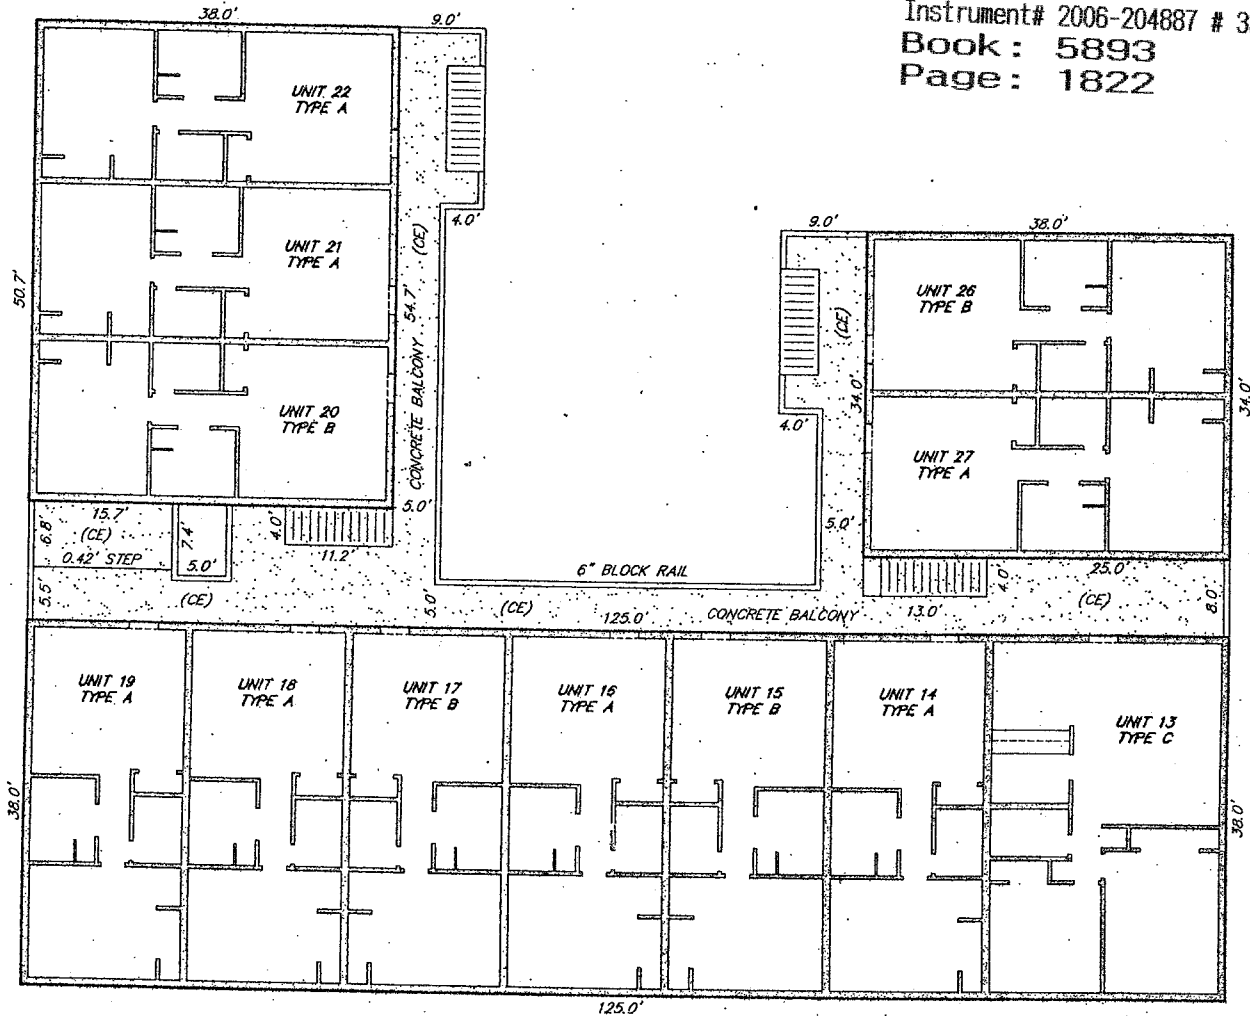 Instrument# 2006-204887 # 3
Book: 5893
Page: 1822
38.0'
9.0'
UNIT 22
TYPE A
4.0'
9.0'
38.0'
UNIT 21
TYPE A
(CE)
50.7'
54.7'
CONCRETE BALCONY
UNIT 26
TYPE B
(CE)
34.0'
34.0'
UNIT 20
TYPE B
4.0'
UNIT 27
TYPE A
15.7'
(CE)
6.8'
0.42' STEP
7.4'
5.0'
4.0'
11.2'
5.0'
5.0'
6" BLOCK RAIL
4.0'
25.0'
13.0'
(CE)
8.0'
5.5'
(CE)
5.0'
(CE)
125.0'
CONCRETE BALCONY
UNIT 19
TYPE A
UNIT 18
TYPE A
UNIT 17
TYPE B
UNIT 16
TYPE A
UNIT 15
TYPE B
UNIT 14
TYPE A
UNIT 13
TYPE C
38.0'
38.0'
125.0'